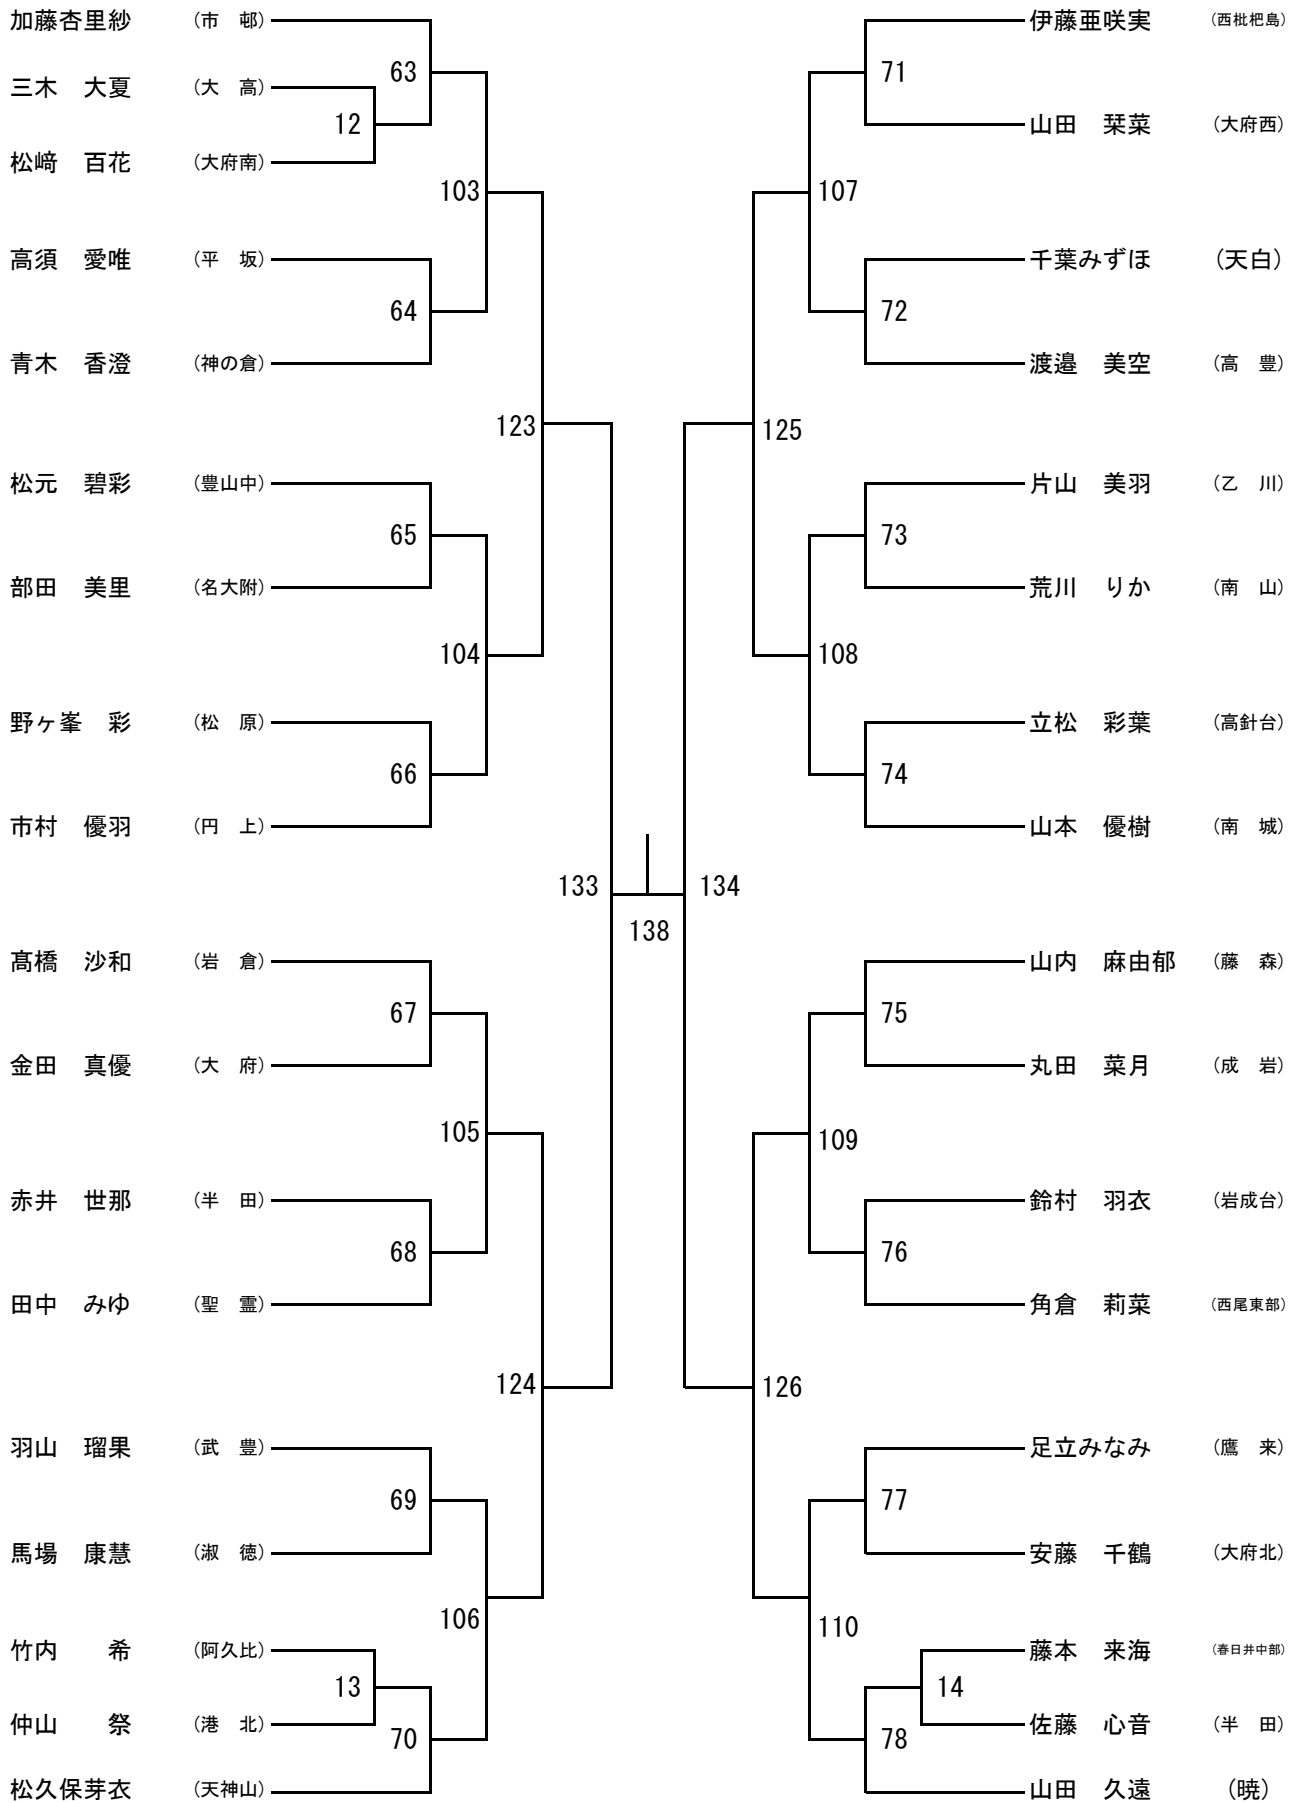 加藤杏里紗 (市 邨)
63
三木 大夏 (大 高)
12
松﨑 百花 (大府南)
103
高須 愛唯 (平 坂)
64
青木 香澄 (神の倉)
123
松元 碧彩 (豊山中)
65
部田 美里 (名大附)
104
野ヶ峯 彩 (松 原)
66
市村 優羽 (円 上)
133
髙橋 沙和 (岩 倉)
67
金田 真優 (大 府)
105
赤井 世那 (半 田)
68
田中 みゆ (聖 霊)
124
羽山 瑠果 (武 豊)
69
馬場 康慧 (淑 徳)
106
竹内 希 (阿久比)
13
仲山 祭 (港 北)
70
松久保芽衣 (天神山)
138
伊藤亜咲実 (西枇杷島)
71
山田 栞菜 (大府西)
107
千葉みずほ (天白)
72
渡邉 美空 (高 豊)
125
片山 美羽 (乙 川)
73
荒川 りか (南 山)
108
立松 彩葉 (高針台)
74
山本 優樹 (南 城)
134
山内 麻由郁 (藤 森)
75
丸田 菜月 (成 岩)
109
鈴村 羽衣 (岩成台)
76
角倉 莉菜 (西尾東部)
126
足立みなみ (鷹 来)
77
安藤 千鶴 (大府北)
110
藤本 来海 (春日井中部)
14
佐藤 心音 (半 田)
78
山田 久遠 (暁)